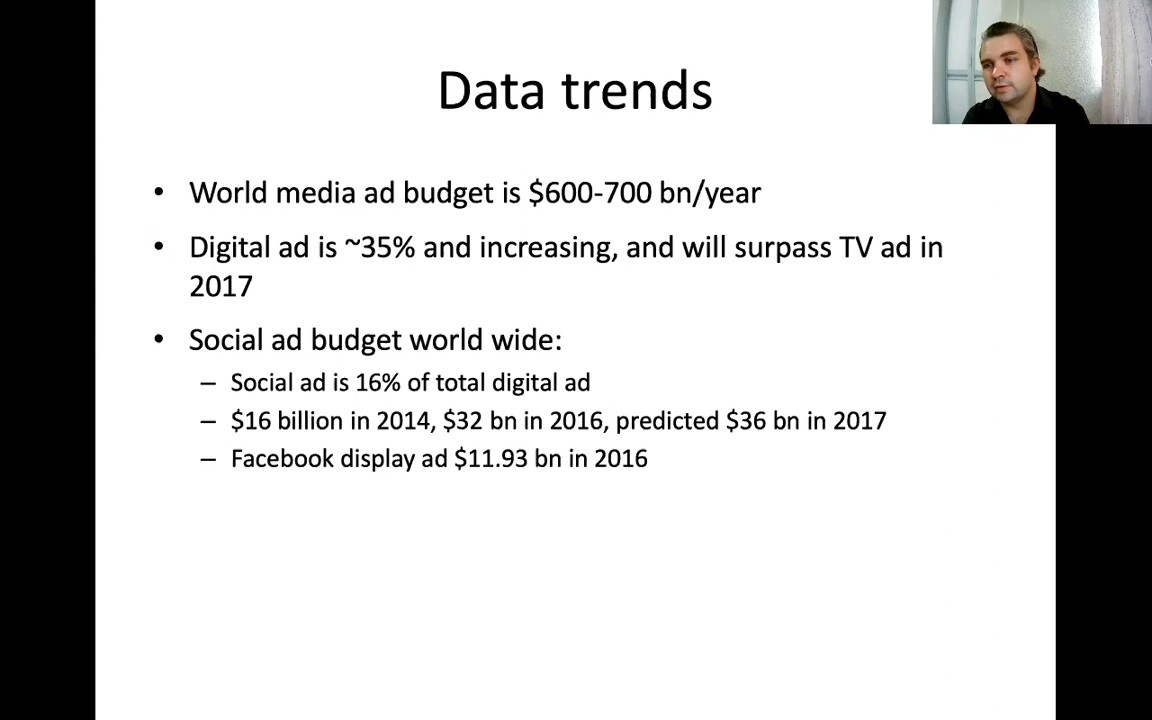 Data trends
• World media ad budget is $600-700 bn/year
• Digital ad is ~35% and increasing, and will surpass TV ad in
2017
• Social ad budget world wide:
– Social ad is 16% of total digital ad
– $16 billion in 2014, $32 bn in 2016, predicted $36 bn in 2017
– Facebook display ad $11.93 bn in 2016